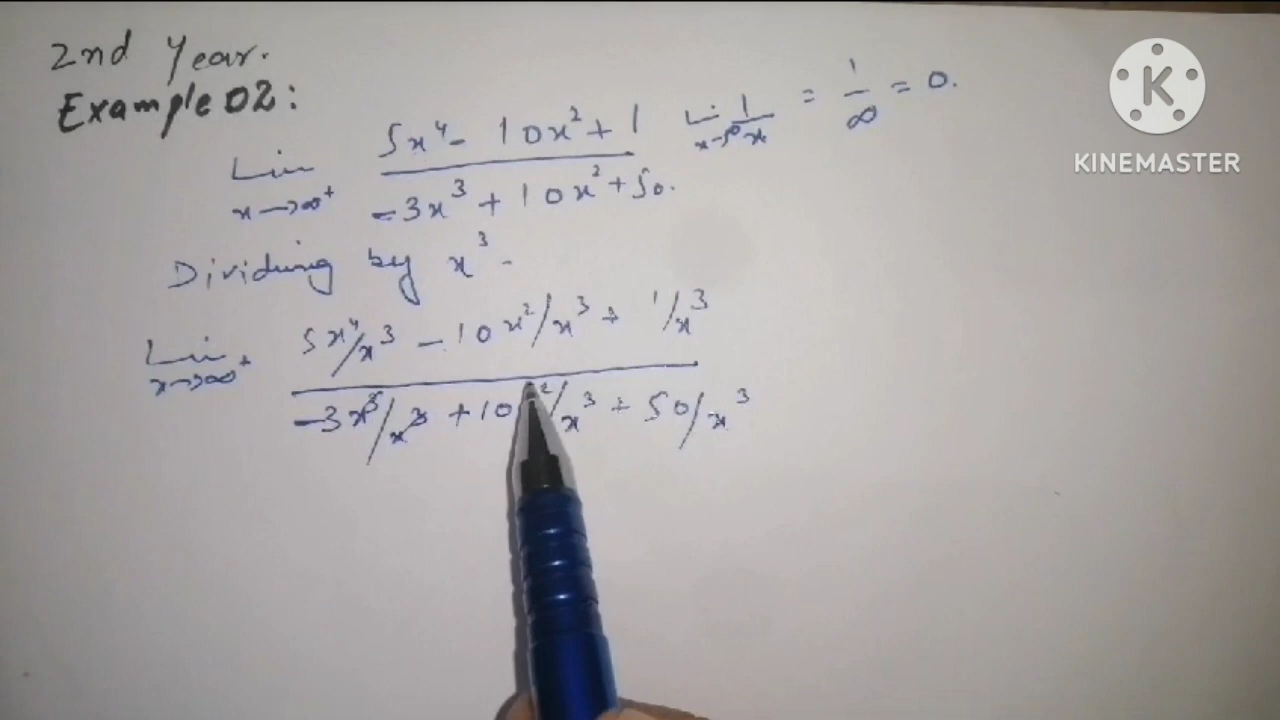 2nd Year.
Example 02:
Lim x→∞⁺ (5x⁴ - 10x² + 1) / (-3x³ + 10x² + 50.)
Lim x→∞ 1/x = 1/∞ = 0.
Dividing by x³.
Lim x→∞⁺ (5x⁴/x³ - 10x²/x³ + 1/x³) / (-3x³/x³ + 10x²/x³ + 50/x³)
KINEMASTER